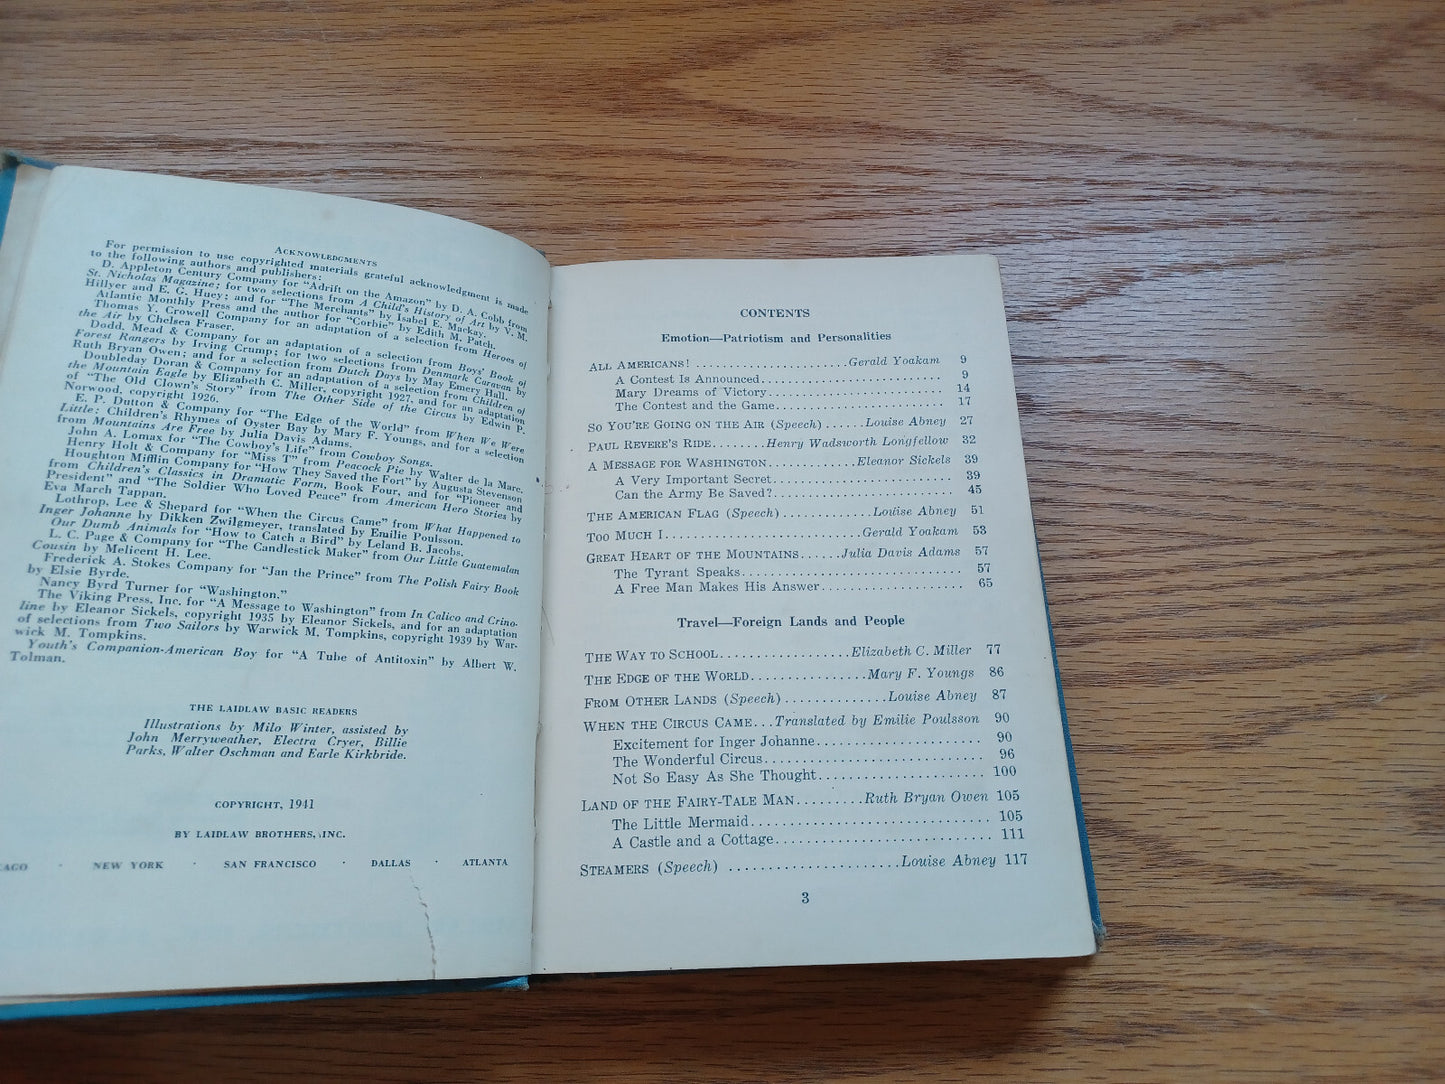 ACKNOWLEDGMENTS
For permission to use copyrighted materials grateful acknowledgment is made
to the following authors and publishers:
D. Appleton Century Company for "Adrift on the Amazon" by D. A. Cobb from
St. Nicholas Magazine; for two selections from A Child's History of Art by V. M.
Hillyer and E. G. Huey; and for "The Merchants" by Isabel E. Mackay.
Atlantic Monthly Press and the author for "Corbie" by Edith M. Patch.
Thomas Y. Crowell Company for an adaptation of a selection from Heroes of
the Air by Chelsea Fraser.
Dodd, Mead & Company for an adaptation of a selection from Boys' Book of
Forest Rangers by Irving Crump; for two selections from Denmark Caravan by
Ruth Bryan Owen; and for a selection from Dutch Days by May Emery Hall.
Doubleday Doran & Company for an adaptation of a selection from Children of
the Mountain Eagle by Elizabeth C. Miller, copyright 1927, and for an adaptation
of "The Old Clown's Story" from The Other Side of the Circus by Edwin P.
Norwood, copyright 1926.
E. P. Dutton & Company for "The Edge of the World" from When We Were
Little; Children's Rhymes of Oyster Bay by Mary F. Youngs, and for a selection
from Mountains Are Free by Julia Davis Adams.
John A. Lomax for "The Cowboy's Life" from Cowboy Songs.
Henry Holt & Company for "Miss T" from Peacock Pie by Walter de la Mare.
Houghton Mifflin Company for "How They Saved the Fort" by Augusta Stevenson
from Children's Classics in Dramatic Form, Book Four, and for "Pioneer and
President" and "The Soldier Who Loved Peace" from American Hero Stories by
Eva March Tappan.
Lothrop, Lee & Shepard for "When the Circus Came" from What Happened to
Inger Johanne by Dikken Zwilgmeyer, translated by Emilie Poulsson.
Our Dumb Animals for "How to Catch a Bird" by Leland B. Jacobs.
L. C. Page & Company for "The Candlestick Maker" from Our Little Guatemalan
Cousin by Melicent H. Lee.
Frederick A. Stokes Company for "Jan the Prince" from The Polish Fairy Book
by Elsie Byrde.
Nancy Byrd Turner for "Washington."
The Viking Press, Inc. for "A Message to Washington" from In Calico and Crino-
line by Eleanor Sickels, copyright 1935 by Eleanor Sickels, and for an adaptation
of selections from Two Sailors by Warwick M. Tompkins, copyright 1939 by War-
wick M. Tompkins.
Youth's Companion-American Boy for "A Tube of Antitoxin" by Albert W.
Tolman.
THE LAIDLAW BASIC READERS
Illustrations by Milo Winter, assisted by
John Merryweather, Electra Cryer, Billie
Parks, Walter Oschman and Earle Kirkbride.
COPYRIGHT, 1941
BY LAIDLAW BROTHERS, INC.
CAGO · NEW YORK · SAN FRANCISCO · DALLAS · ATLANTA
CONTENTS
Emotion—Patriotism and Personalities
ALL AMERICANS! ...................... Gerald Yoakam 9
A Contest Is Announced.......................... 9
Mary Dreams of Victory......................... 14
The Contest and the Game........................ 17
SO YOU'RE GOING ON THE AIR (Speech) ...... Louise Abney 27
PAUL REVERE'S RIDE........ Henry Wadsworth Longfellow 32
A MESSAGE FOR WASHINGTON............. Eleanor Sickels 39
A Very Important Secret.......................... 39
Can the Army Be Saved?.......................... 45
THE AMERICAN FLAG (Speech) ............. Louise Abney 51
TOO MUCH I............................. Gerald Yoakam 53
GREAT HEART OF THE MOUNTAINS...... Julia Davis Adams 57
The Tyrant Speaks............................... 57
A Free Man Makes His Answer..................... 65
Travel—Foreign Lands and People
THE WAY TO SCHOOL................... Elizabeth C. Miller 77
THE EDGE OF THE WORLD................ Mary F. Youngs 86
FROM OTHER LANDS (Speech) ............... Louise Abney 87
WHEN THE CIRCUS CAME... Translated by Emilie Poulsson 90
Excitement for Inger Johanne....................... 90
The Wonderful Circus............................. 96
Not So Easy As She Thought...................... 100
LAND OF THE FAIRY-TALE MAN......... Ruth Bryan Owen 105
The Little Mermaid............................... 105
A Castle and a Cottage............................ 111
STEAMERS (Speech) ...................... Louise Abney 117
3